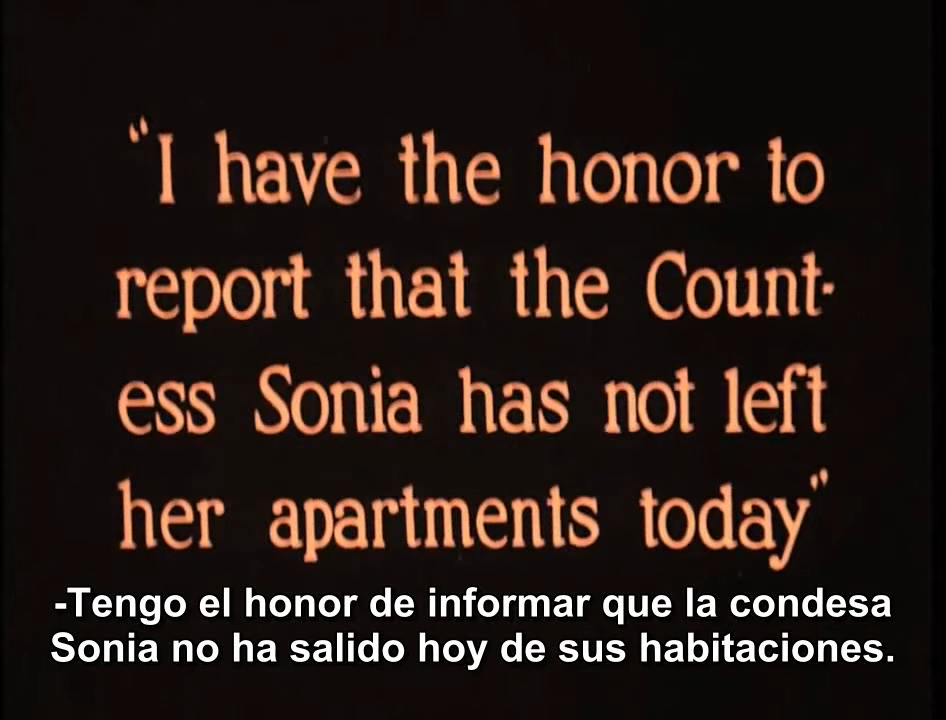 “I have the honor to
report that the Count-
ess Sonia has not left
her apartments today”
-Tengo el honor de informar que la condesa
Sonia no ha salido hoy de sus habitaciones.